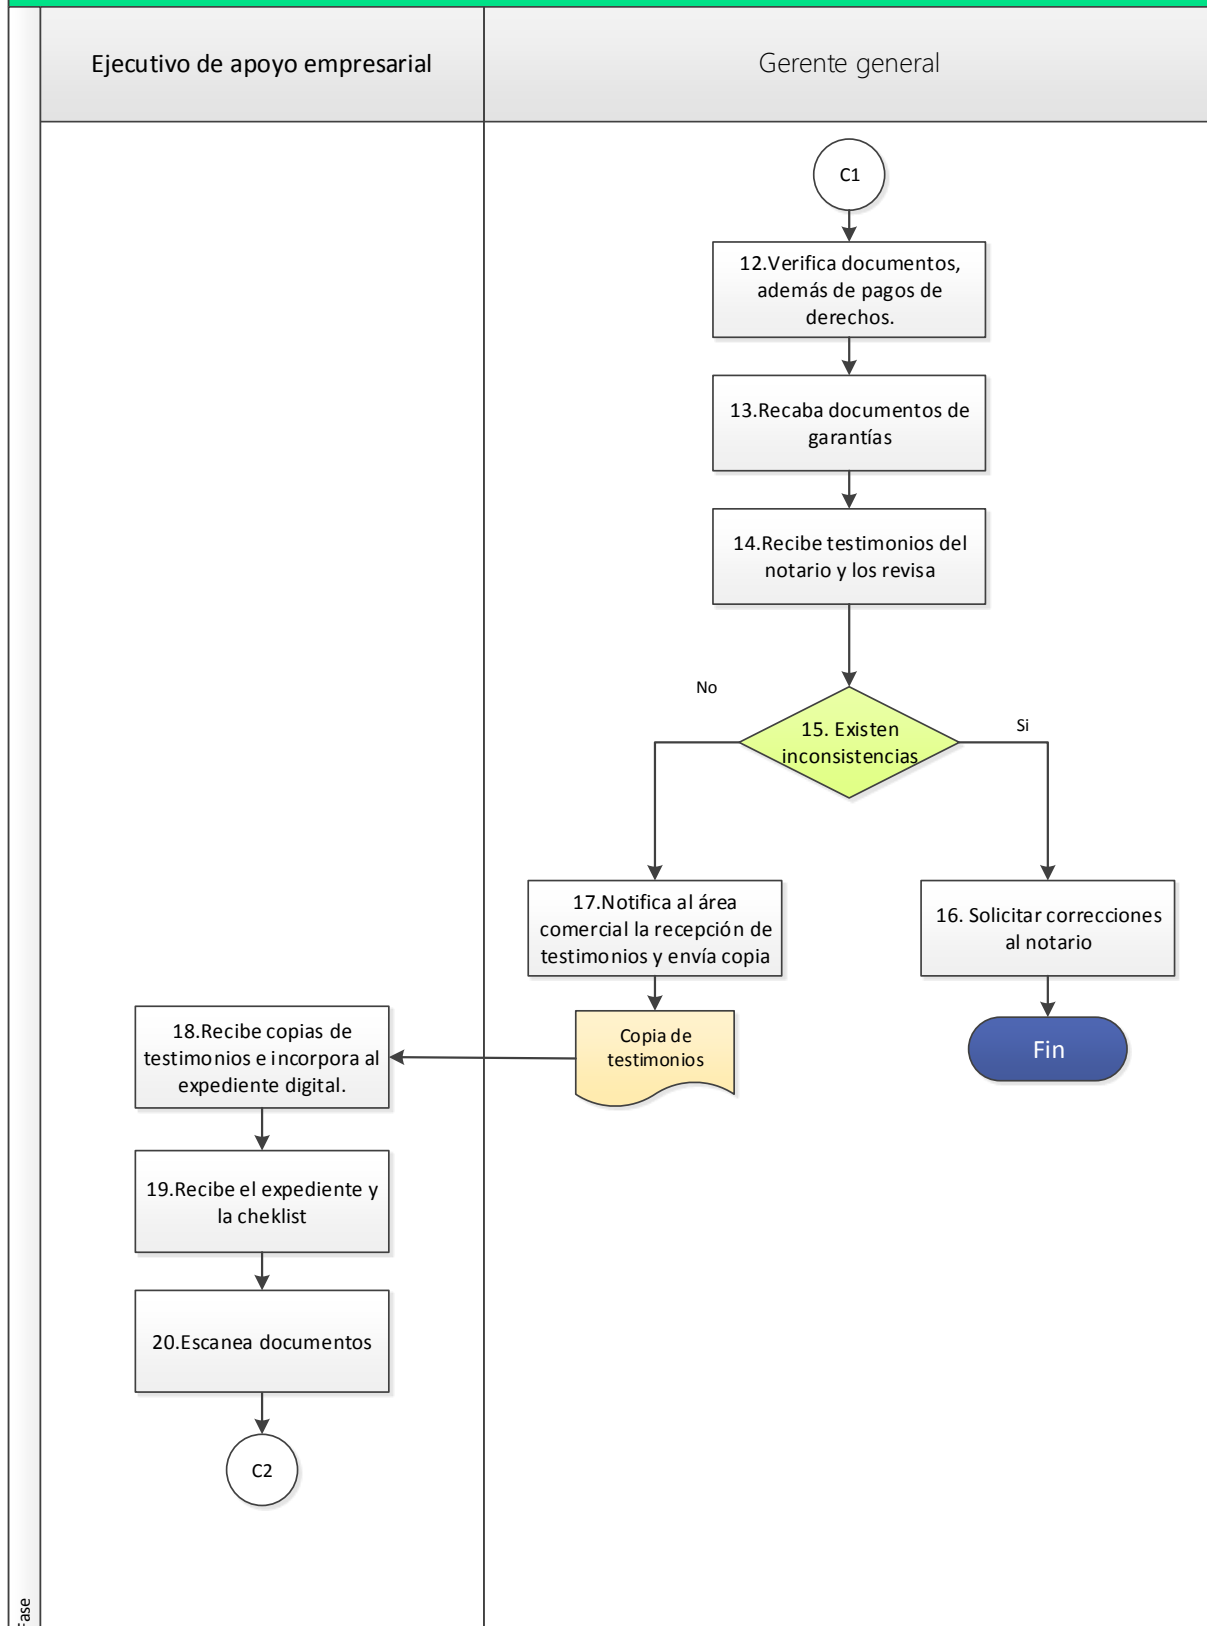 Ejecutivo de apoyo empresarial
Gerente general
C1
12.Verifica documentos,
además de pagos de
derechos.
13.Recaba documentos de
garantías
14.Recibe testimonios del
notario y los revisa
No
15. Existen
inconsistencias
Si
17.Notifica al área
comercial la recepción de
testimonios y envía copia
16. Solicitar correcciones
al notario
Copia de
testimonios
Fin
18.Recibe copias de
testimonios e incorpora al
expediente digital.
19.Recibe el expediente y
la cheklist
20.Escanea documentos
C2
Fase